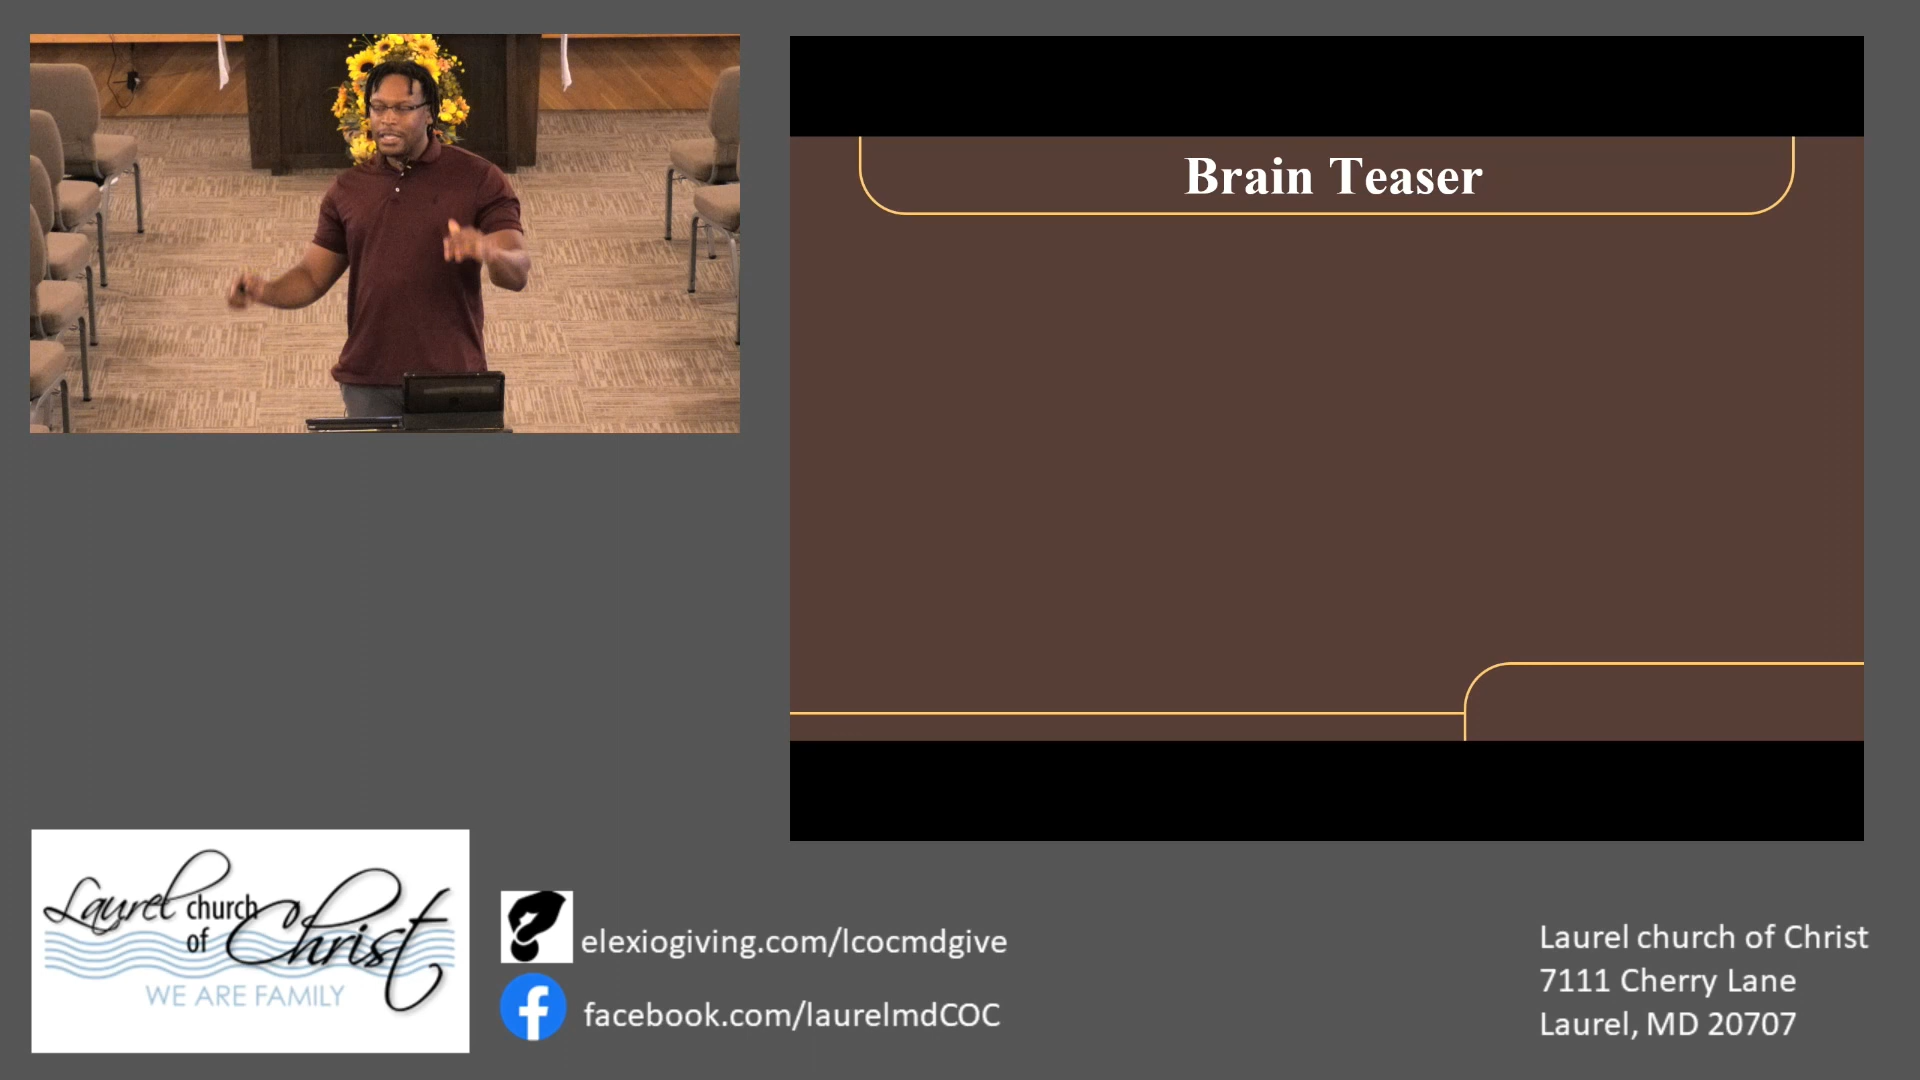 Brain Teaser
Laurel church
of Christ
WE ARE FAMILY
elexiogiving.com/lcocmdgive
facebook.com/laurelmdCOC
Laurel church of Christ
7111 Cherry Lane
Laurel, MD 20707